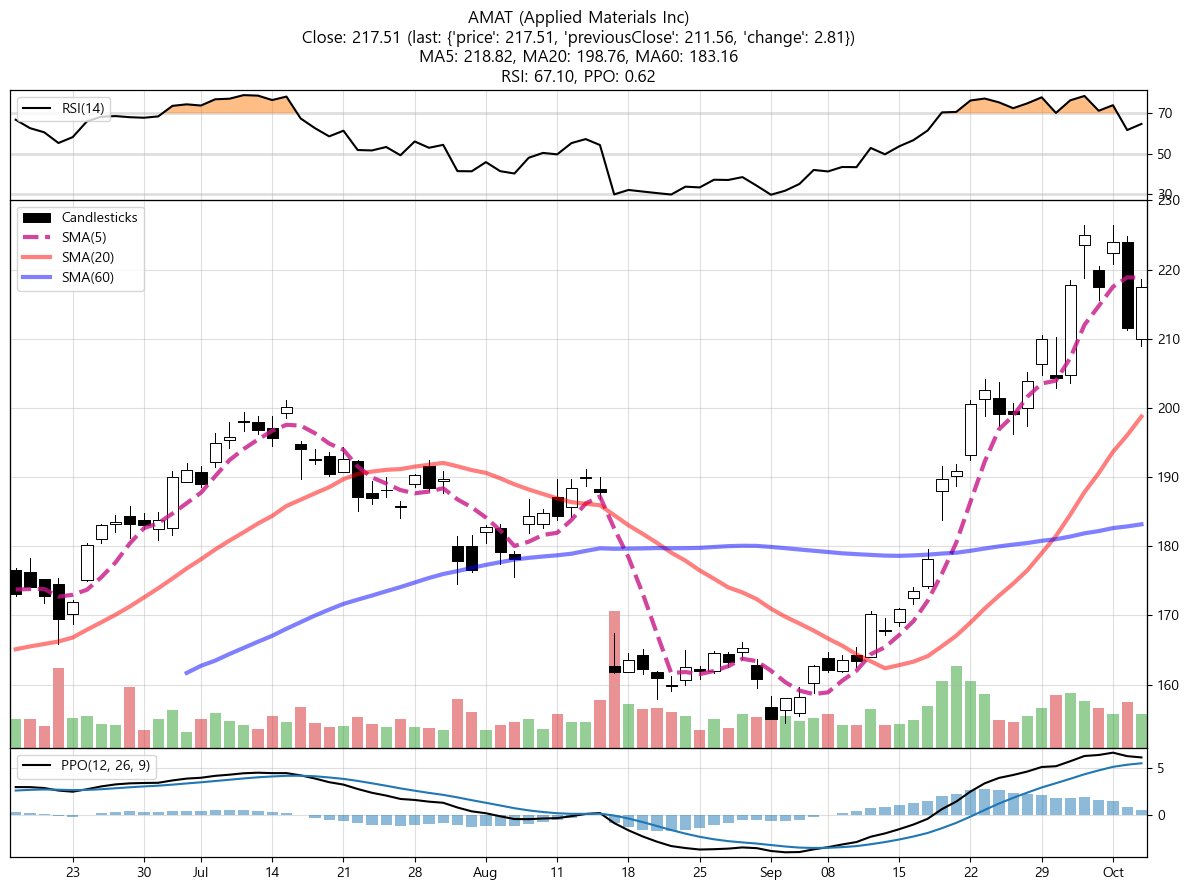 AMAT (Applied Materials Inc)
Close: 217.51 (last: {'price': 217.51, 'previousClose': 211.56, 'change': 2.81})
MA5: 218.82, MA20: 198.76, MA60: 183.16
RSI: 67.10, PPO: 0.62
RSI(14)
70
50
30
230
Candlesticks
SMA(5)
SMA(20)
SMA(60)
220
210
200
190
180
170
160
PPO(12, 26, 9)
5
0
23 30 Jul 14 21 28 Aug 11 18 25 Sep 08 15 22 29 Oct